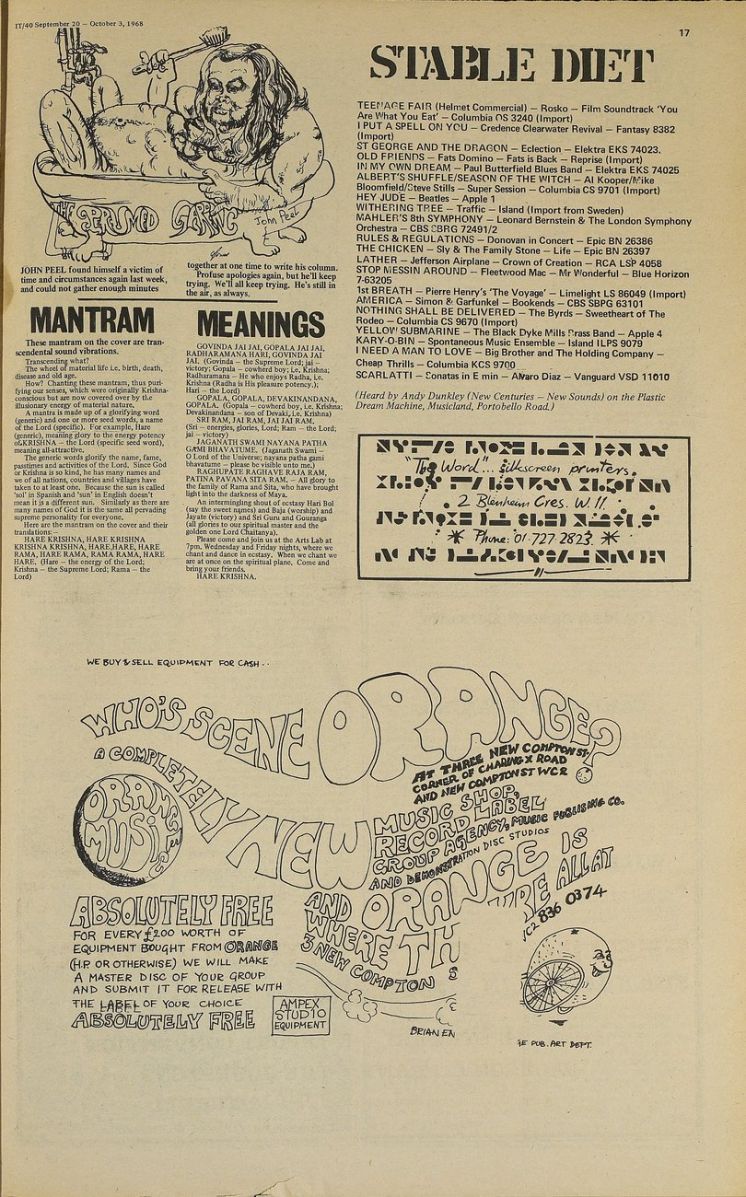 IT/40 September 20 — October 3, 1968
17
THE PERFUMED GARDEN
John Peel
JOHN PEEL found himself a victim of
time and circumstances again last week,
and could not gather enough minutes
together at one time to write his column.
Profuse apologies again, but he'll keep
trying. We'll all keep trying. He's still in
the air, as always.
MANTRAM MEANINGS
These mantram on the cover are tran-
scendental sound vibrations.
Transcending what?
The wheel of material life i.e. birth, death,
disease and old age.
How? Chanting these mantram, thus puri-
fying our senses, which were originally Krishna-
conscious but are now covered over by the
illusionary energy of material nature.
A mantra is made up of a glorifying word
(generic) and one or more seed words, a name
of the Lord (specific). For example, Hare
(generic), meaning glory to the energy potency
of KRISHNA — the Lord (specific seed word),
meaning all-attractive.
The generic words glorify the name, fame,
passtimes and activities of the Lord. Since God
or Krishna is so kind, he has many names and
we of all nations, countries and villages have
taken to at least one. Because the sun is called
'sol' in Spanish and 'sun' in English doesn't
mean it is a different sun. Similarly as there are
many names of God it is the same all pervading
supreme personality for everyone.
Here are the mantram on the cover and their
translations:—
HARE KRISHNA, HARE KRISHNA
KRISHNA KRISHNA, HARE,HARE, HARE
RAMA, HARE RAMA, RAMA RAMA, HARE
HARE. (Hare — the energy of the Lord;
Krishna — the Supreme Lord; Rama — the
Lord)
GOVINDA JAI JAI, GOPALA JAI JAI,
RADHARAMANA HARI, GOVINDA JAI
JAI. (Govinda — the Supreme Lord; jai —
victory; Gopala — cowherd boy; i.e. Krishna;
Radharamana — He who enjoys Radha, i.e.
Krishna (Radha is His pleasure potency.);
Hari — the Lord)
GOPALA, GOPALA, DEVAKINANDANA,
GOPALA. (Gopala — cowherd boy, i.e. Krishna;
Devakinandana — son of Devaki, i.e. Krishna)
SRI RAM, JAI RAM, JAI JAI RAM,
(Sri — energies, glories, Lord; Ram — the Lord;
jai — victory)
JAGANATH SWAMI NAYANA PATHA
GAMI BHAVATUME. (Jaganath Swami —
O Lord of the Universe; nayana patha gami
bhavatume — please be visible unto me.)
RAGHUPATE RAGHAVE RAJA RAM,
PATINA PAVANA SITA RAM. — All glory to
the family of Rama and Sita, who have brought
light into the darkness of Maya.
An intermingling shout of ecstasy Hari Bol
(say the sweet names) and Baja (worship) and
Jayate (victory) and Sri Guru and Gouranga
(all glories to our spiritual master and the
golden one Lord Chaitanya).
Please come and join us at the Arts Lab at
7pm, Wednesday and Friday nights, where we
chant and dance in ecstasy. When we chant we
are at once on the spiritual plane. Come and
bring your friends.
HARE KRISHNA.
STABLE DIET
TEENAGE FAIR (Helmet Commercial) — Rosko — Film Soundtrack 'You
Are What You Eat' — Columbia OS 3240 (Import)
I PUT A SPELL ON YOU — Credence Clearwater Revival — Fantasy 8382
(Import)
ST GEORGE AND THE DRAGON — Eclection — Elektra EKS 74023.
OLD FRIENDS — Fats Domino — Fats is Back — Reprise (Import)
IN MY OWN DREAM — Paul Butterfield Blues Band — Elektra EKS 74025
ALBERT'S SHUFFLE/SEASON OF THE WITCH — Al Kooper/Mike
Bloomfield/Steve Stills — Super Session — Columbia CS 9701 (Import)
HEY JUDE — Beatles — Apple 1
WITHERING TREE — Traffic — Island (Import from Sweden)
MAHLER'S 8th SYMPHONY — Leonard Bernstein & The London Symphony
Orchestra — CBS SBRG 72491/2
RULES & REGULATIONS — Donovan in Concert — Epic BN 26386
THE CHICKEN — Sly & The Family Stone — Life — Epic BN 26397
LATHER — Jefferson Airplane — Crown of Creation — RCA LSP 4058
STOP MESSIN AROUND — Fleetwood Mac — Mr Wonderful — Blue Horizon
7-63205
1st BREATH — Pierre Henry's 'The Voyage' — Limelight LS 86049 (Import)
AMERICA — Simon & Garfunkel — Bookends — CBS SBPG 63101
NOTHING SHALL BE DELIVERED — The Byrds — Sweetheart of The
Rodeo — Columbia CS 9670 (Import)
YELLOW SUBMARINE — The Black Dyke Mills Brass Band — Apple 4
KARY-O-BIN — Spontaneous Music Ensemble — Island ILPS 9079
I NEED A MAN TO LOVE — Big Brother and The Holding Company —
Cheap Thrills — Columbia KCS 9700
SCARLATTI — Sonatas in E min — Alvaro Diaz — Vanguard VSD 11010
(Heard by Andy Dunkley (New Centuries — New Sounds) on the Plastic
Dream Machine, Musicland, Portobello Road.)
"The Word"... Silkscreen printers.
2 Blenheim Cres. W.11.
Phone: 01·727·2823
WE BUY & SELL EQUIPMENT FOR CASH..
WHO'S SCENE ORANGE?
AT THREE NEW COMPTON ST,
CORNER OF CHARING X ROAD
AND NEW COMPTON ST WC2
A COMPLETELY NEW
MUSIC SHOP,
RECORD LABEL
GROUP AGENCY, MUSIC PUBLISHING CO.
AND DEMONSTRATION DISC STUDIOS
ORANGE MUSIC
AND ORANGE IS
WHERE TH
'RE ALL AT
3 NEW COMPTON S
WC2 836 0374
ABSOLUTELY FREE
FOR EVERY £200 WORTH OF
EQUIPMENT BOUGHT FROM ORANGE
(H.P. OR OTHERWISE) WE WILL MAKE
A MASTER DISC OF YOUR GROUP
AND SUBMIT IT FOR RELEASE WITH
THE LABEL OF YOUR CHOICE
ABSOLUTELY FREE
AMPEX
STUDIO
EQUIPMENT
BRIAN EN
GE PUB. ART DEPT.